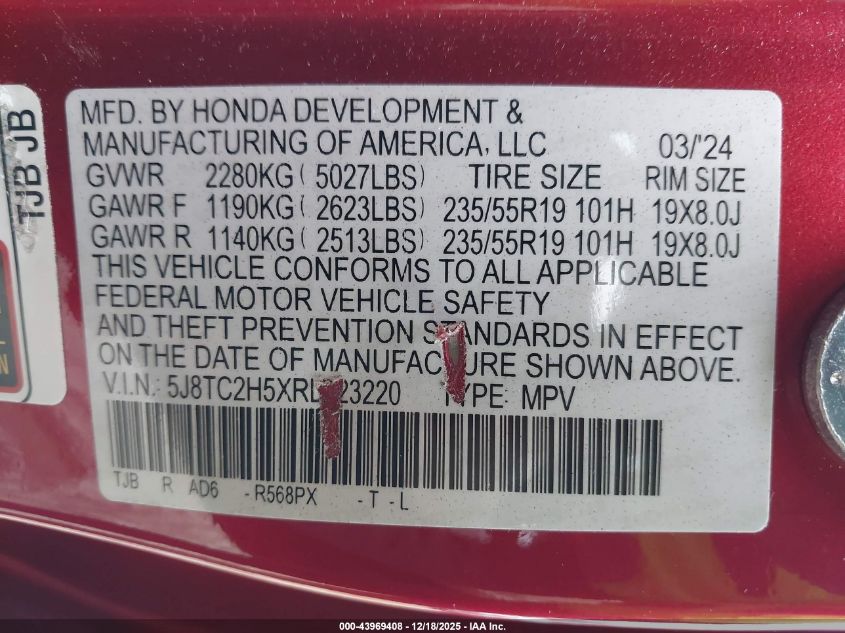 TJB JB
MFD. BY HONDA DEVELOPMENT &
MANUFACTURING OF AMERICA, LLC 03/'24
GVWR 2280KG ( 5027LBS) TIRE SIZE RIM SIZE
GAWR F 1190KG ( 2623LBS) 235/55R19 101H 19X8.0J
GAWR R 1140KG ( 2513LBS) 235/55R19 101H 19X8.0J
THIS VEHICLE CONFORMS TO ALL APPLICABLE
FEDERAL MOTOR VEHICLE SAFETY
AND THEFT PREVENTION STANDARDS IN EFFECT
ON THE DATE OF MANUFACTURE SHOWN ABOVE.
V.I.N.: 23220 TYPE: MPV
TJB R AD6 -R568PX -T -L
000-43969408 - 12/18/2025 - IAA Inc.